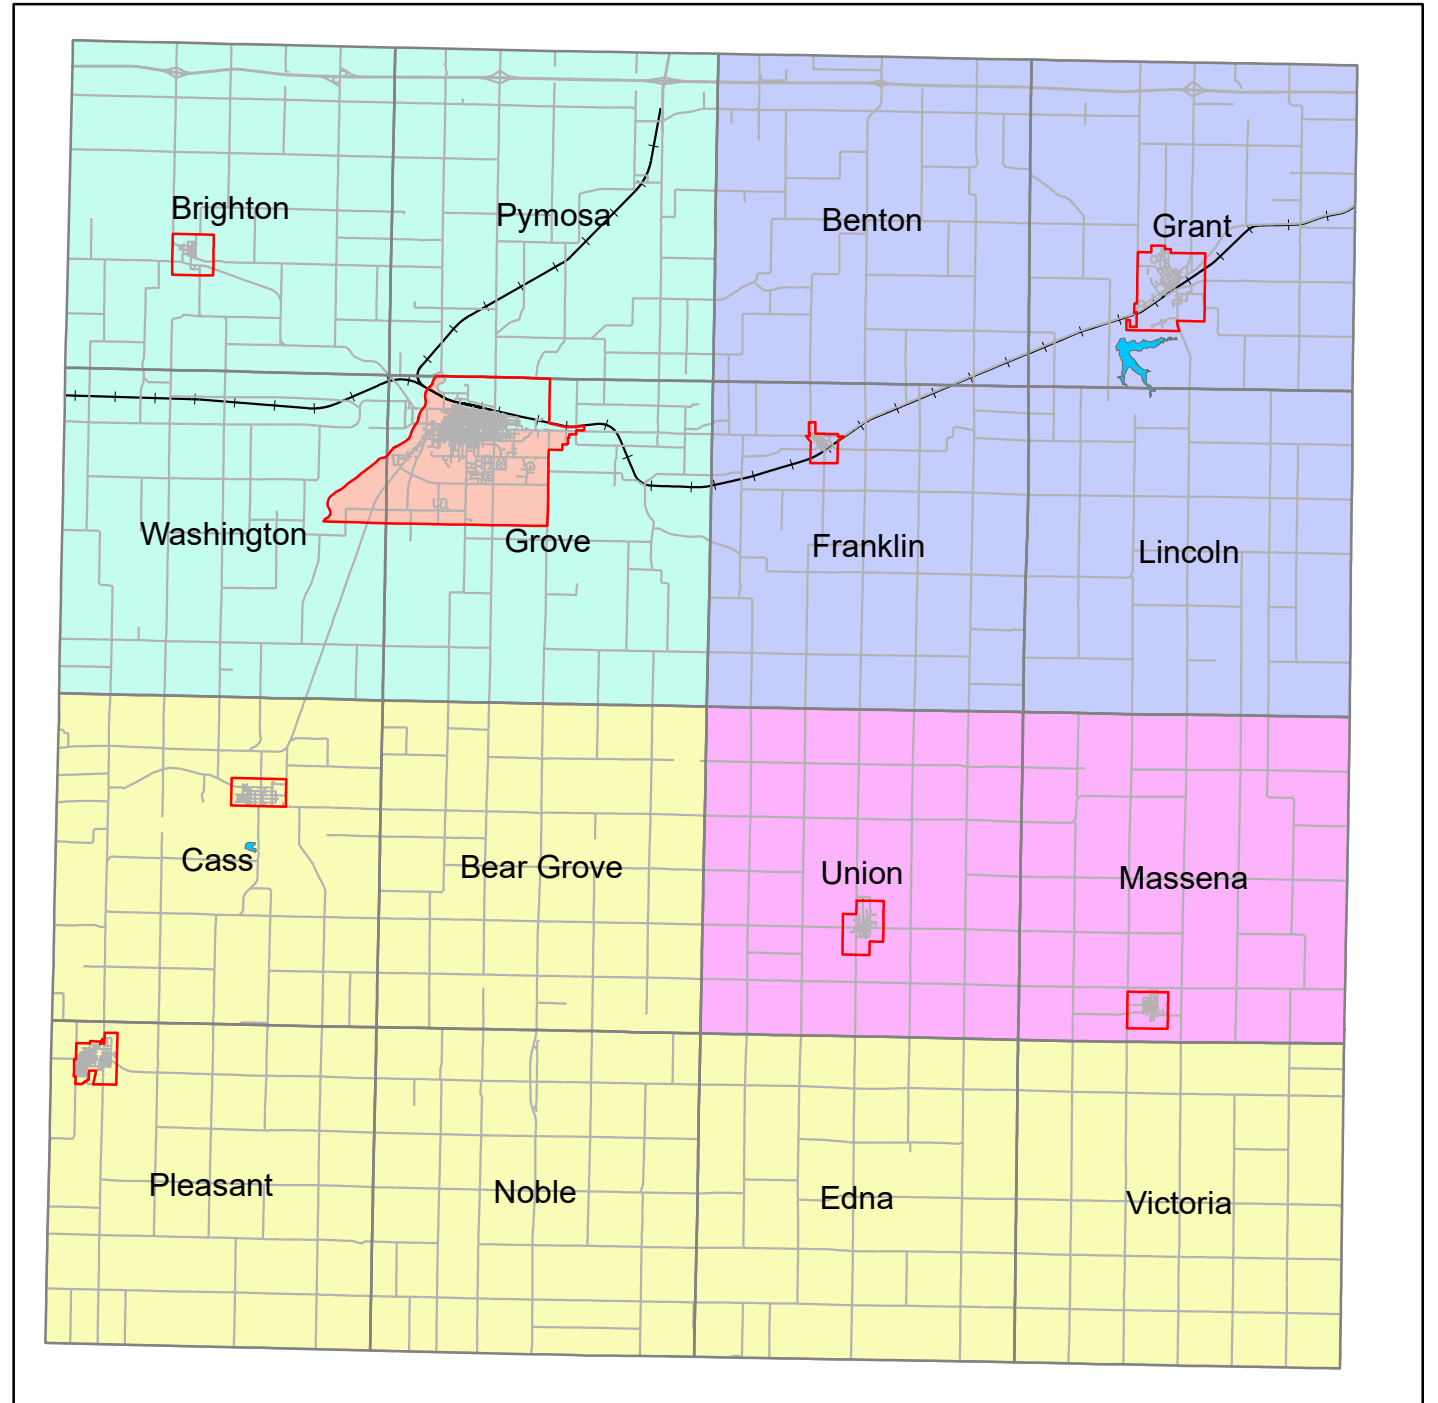 Brighton
Pymosa
Benton
Grant
Washington
Grove
Franklin
Lincoln
Cass
Bear Grove
Union
Massena
Pleasant
Noble
Edna
Victoria